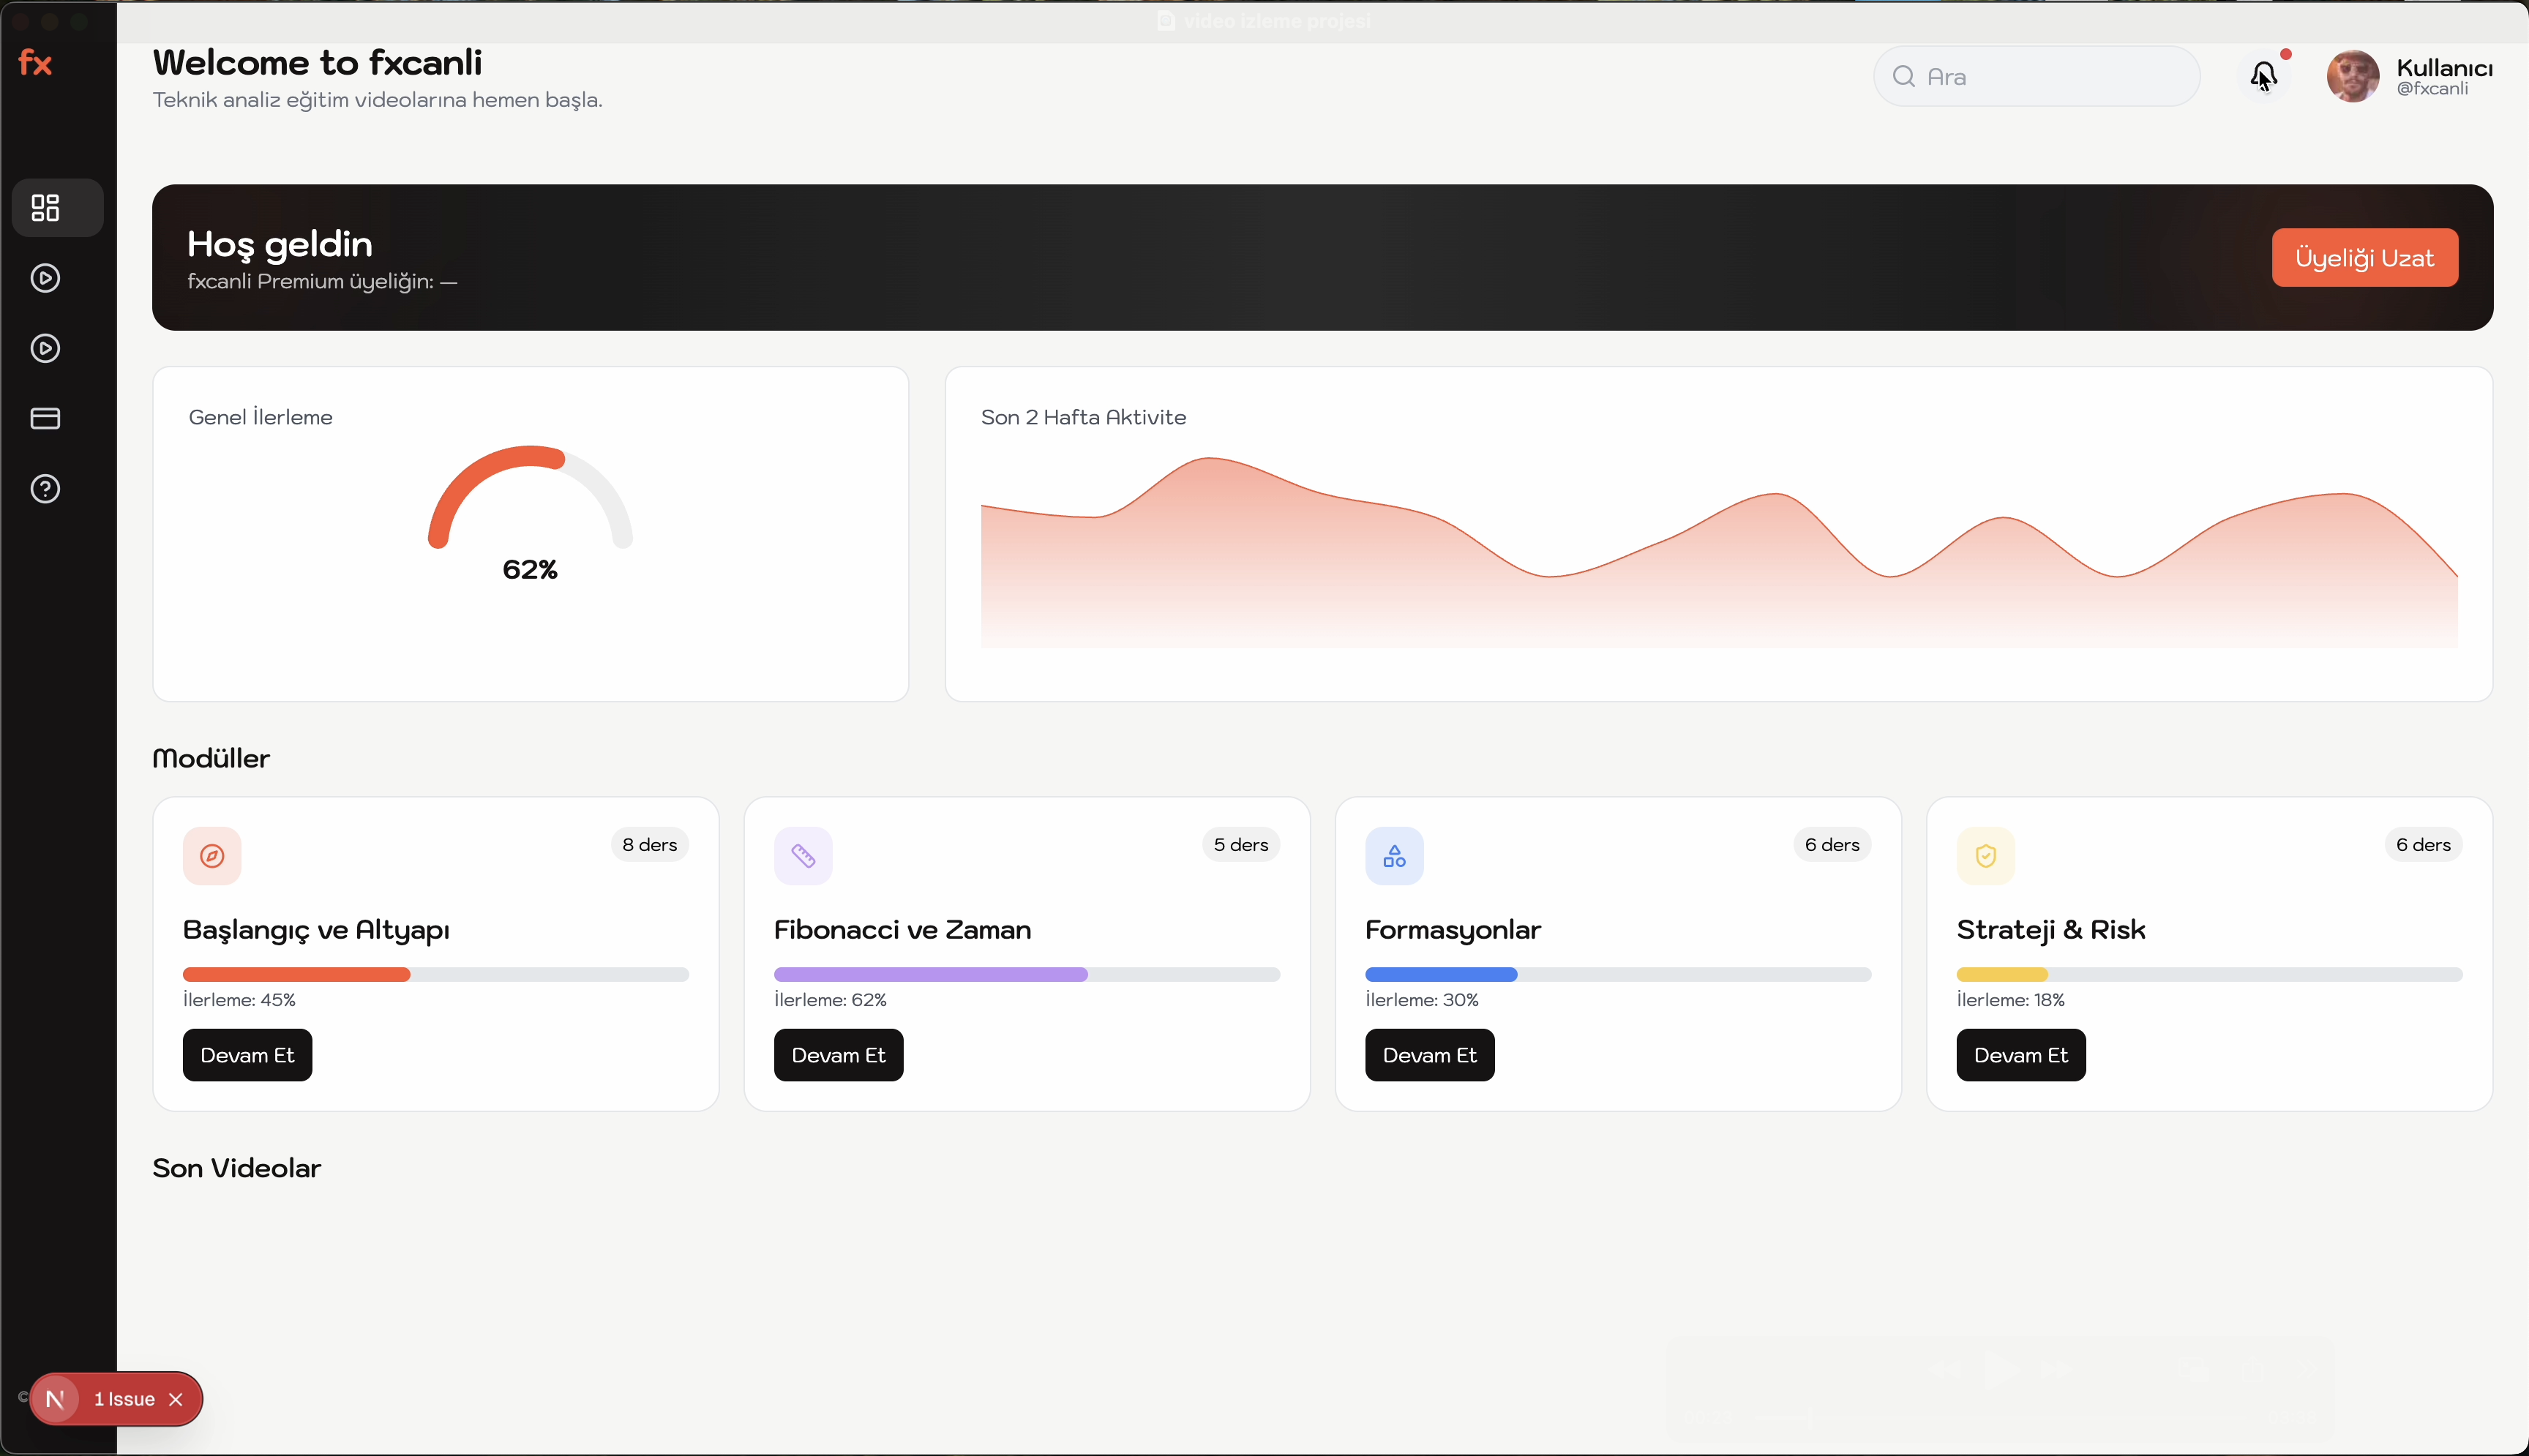 video izleme projesi
fx
Welcome to fxcanli
Teknik analiz eğitim videolarına hemen başla.
Ara
Kullanıcı
@fxcanli
Hoş geldin
fxcanli Premium üyeliğin: —
Üyeliği Uzat
Genel İlerleme
62%
Son 2 Hafta Aktivite
Modüller
8 ders
Başlangıç ve Altyapı
İlerleme: 45%
Devam Et
5 ders
Fibonacci ve Zaman
İlerleme: 62%
Devam Et
6 ders
Formasyonlar
İlerleme: 30%
Devam Et
6 ders
Strateji & Risk
İlerleme: 18%
Devam Et
Son Videolar
©
N 1 Issue